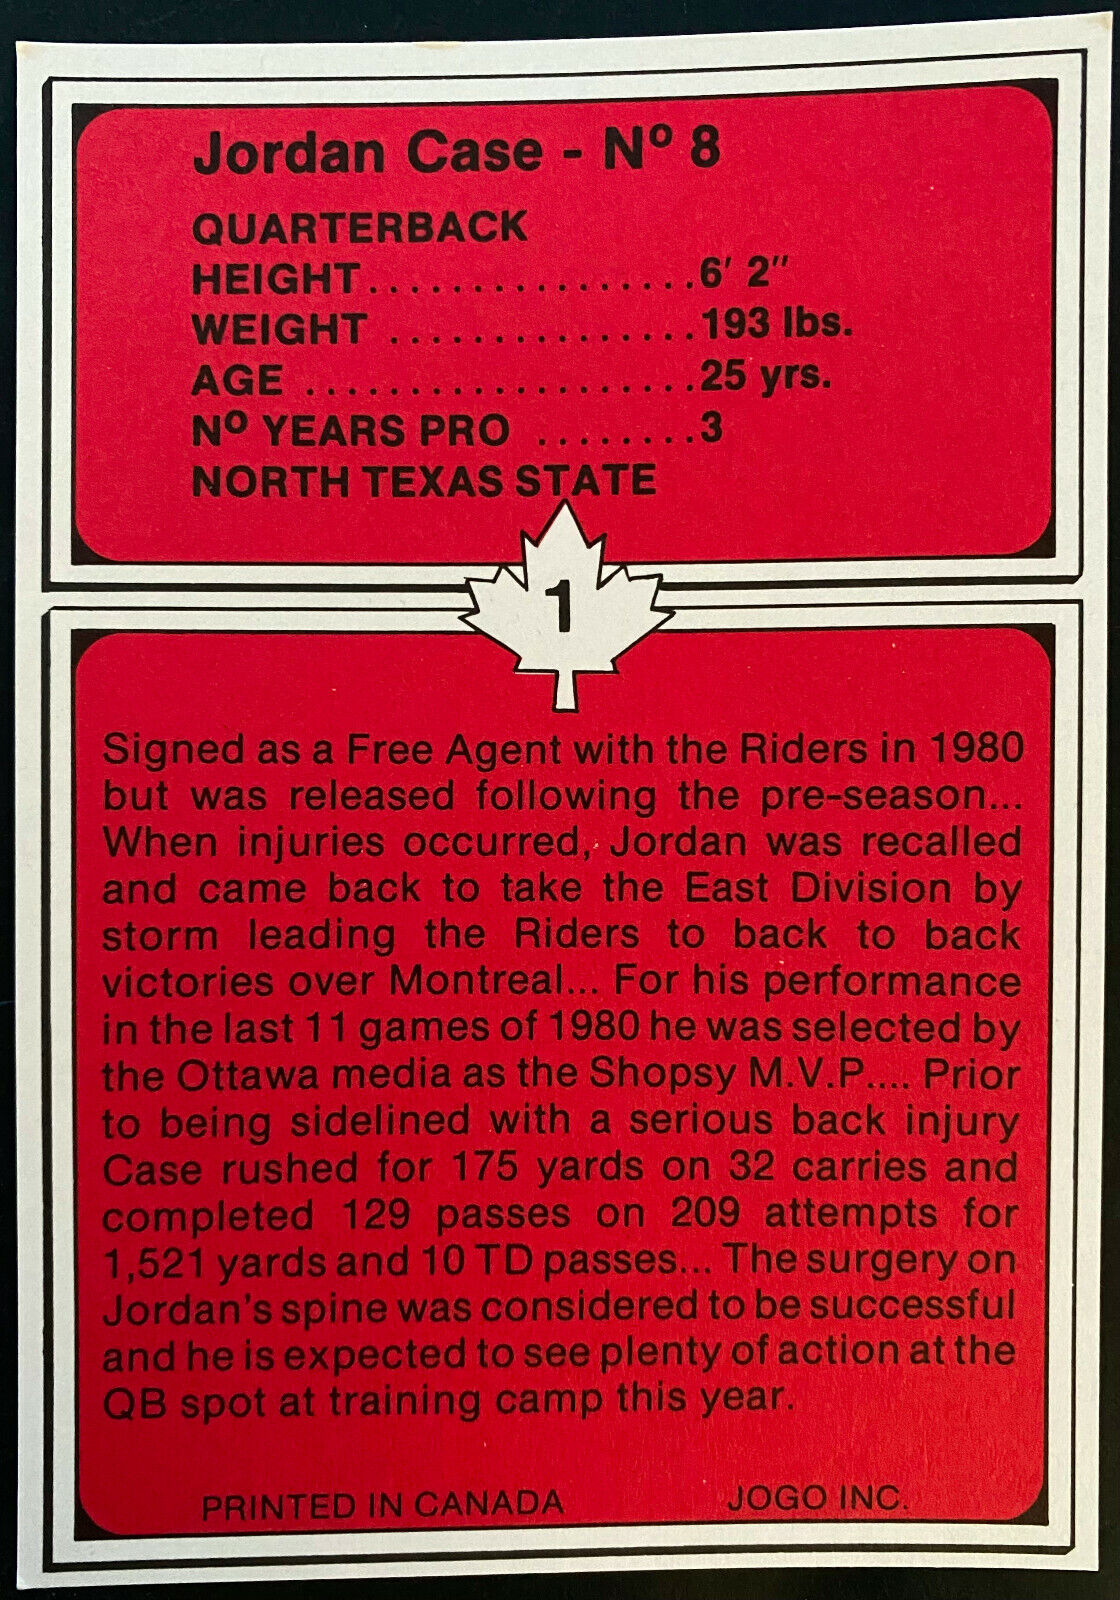 Jordan Case - Nº 8
QUARTERBACK
HEIGHT................6′ 2″
WEIGHT ...............193 lbs.
AGE ...................25 yrs.
Nº YEARS PRO ........3
NORTH TEXAS STATE
1
Signed as a Free Agent with the Riders in 1980
but was released following the pre-season...
When injuries occurred, Jordan was recalled
and came back to take the East Division by
storm leading the Riders to back to back
victories over Montreal... For his performance
in the last 11 games of 1980 he was selected by
the Ottawa media as the Shopsy M.V.P.... Prior
to being sidelined with a serious back injury
Case rushed for 175 yards on 32 carries and
completed 129 passes on 209 attempts for
1,521 yards and 10 TD passes... The surgery on
Jordan's spine was considered to be successful
and he is expected to see plenty of action at the
QB spot at training camp this year.
PRINTED IN CANADA JOGO INC.